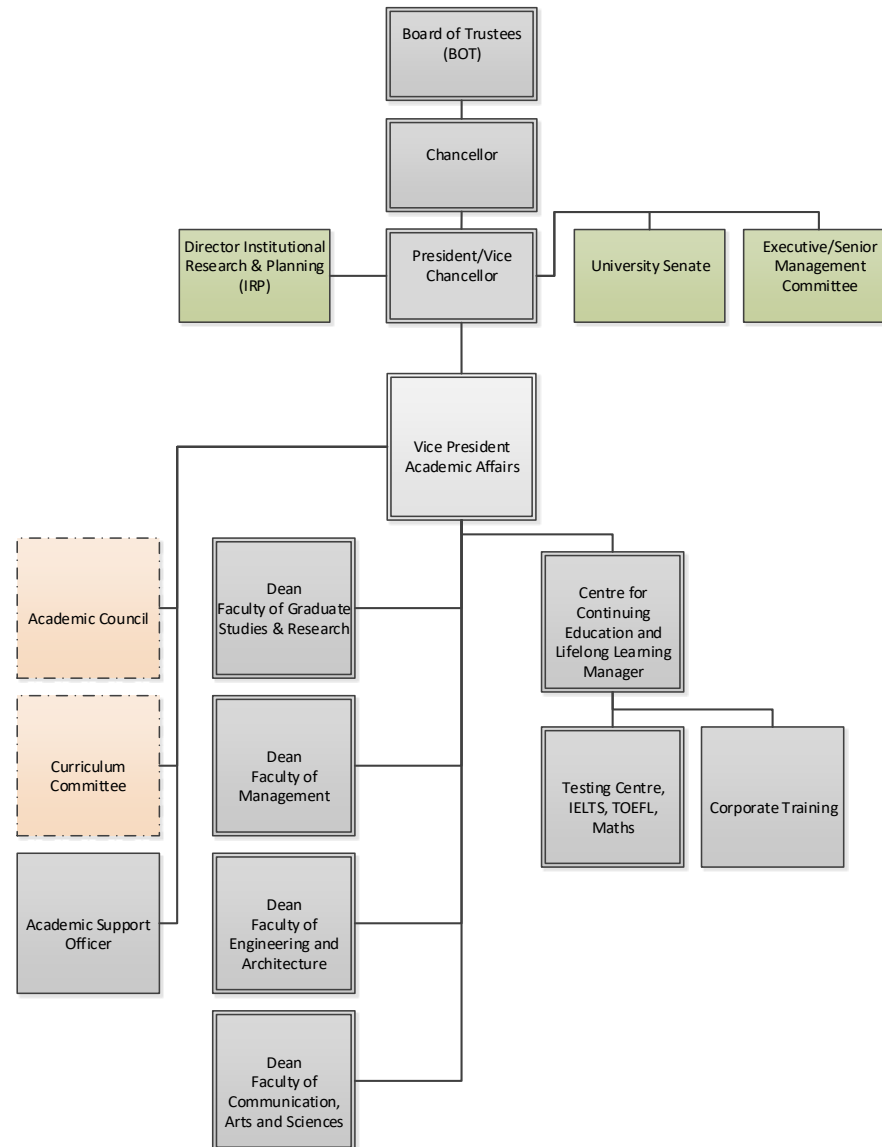 Board of Trustees
(BOT)
Chancellor
Director Institutional
Research & Planning
(IRP)
President/Vice
Chancellor
University Senate
Executive/Senior
Management
Committee
Vice President
Academic Affairs
Academic Council
Dean
Faculty of Graduate
Studies & Research
Centre for
Continuing
Education and
Lifelong Learning
Manager
Curriculum
Committee
Dean
Faculty of
Management
Testing Centre,
IELTS, TOEFL,
Maths
Corporate Training
Academic Support
Officer
Dean
Faculty of
Engineering and
Architecture
Dean
Faculty of
Communication,
Arts and Sciences